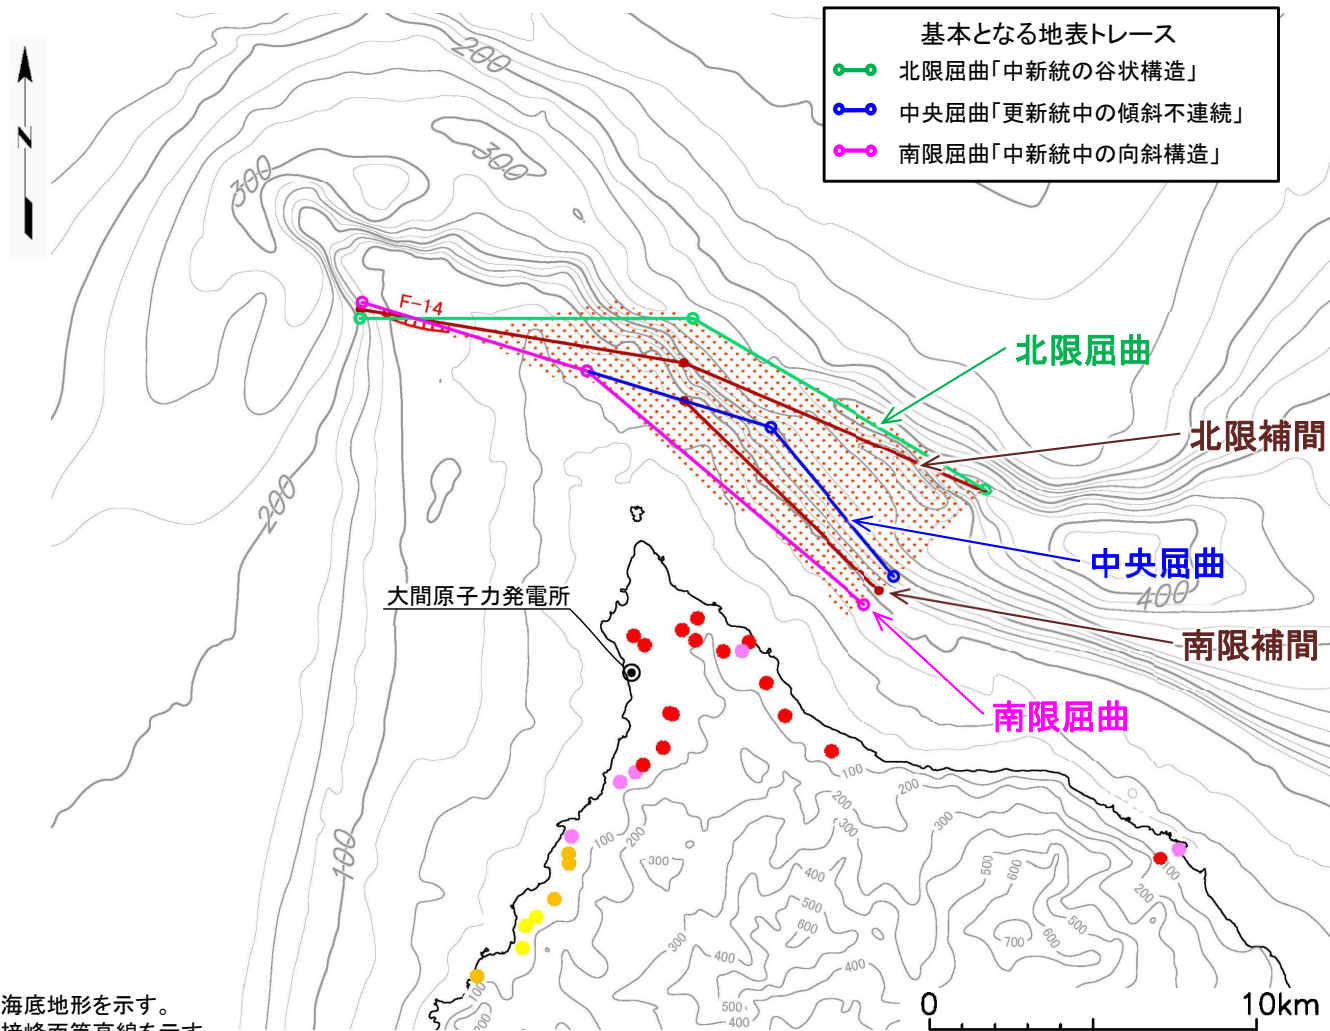 基本となる地表トレース
北限屈曲「中新統の谷状構造」
中央屈曲「更新統中の傾斜不連続」
南限屈曲「中新統中の向斜構造」
N
200
300
300
F-14
北限屈曲
北限補間
200
中央屈曲
400
大間原子力発電所
南限補間
南限屈曲
100
100
200
200
300
300
100
200
300
100
400
500
600
100
200
500
600
500
600
700
300
400
400
500
400
100
200
海底地形を示す。
0 10km